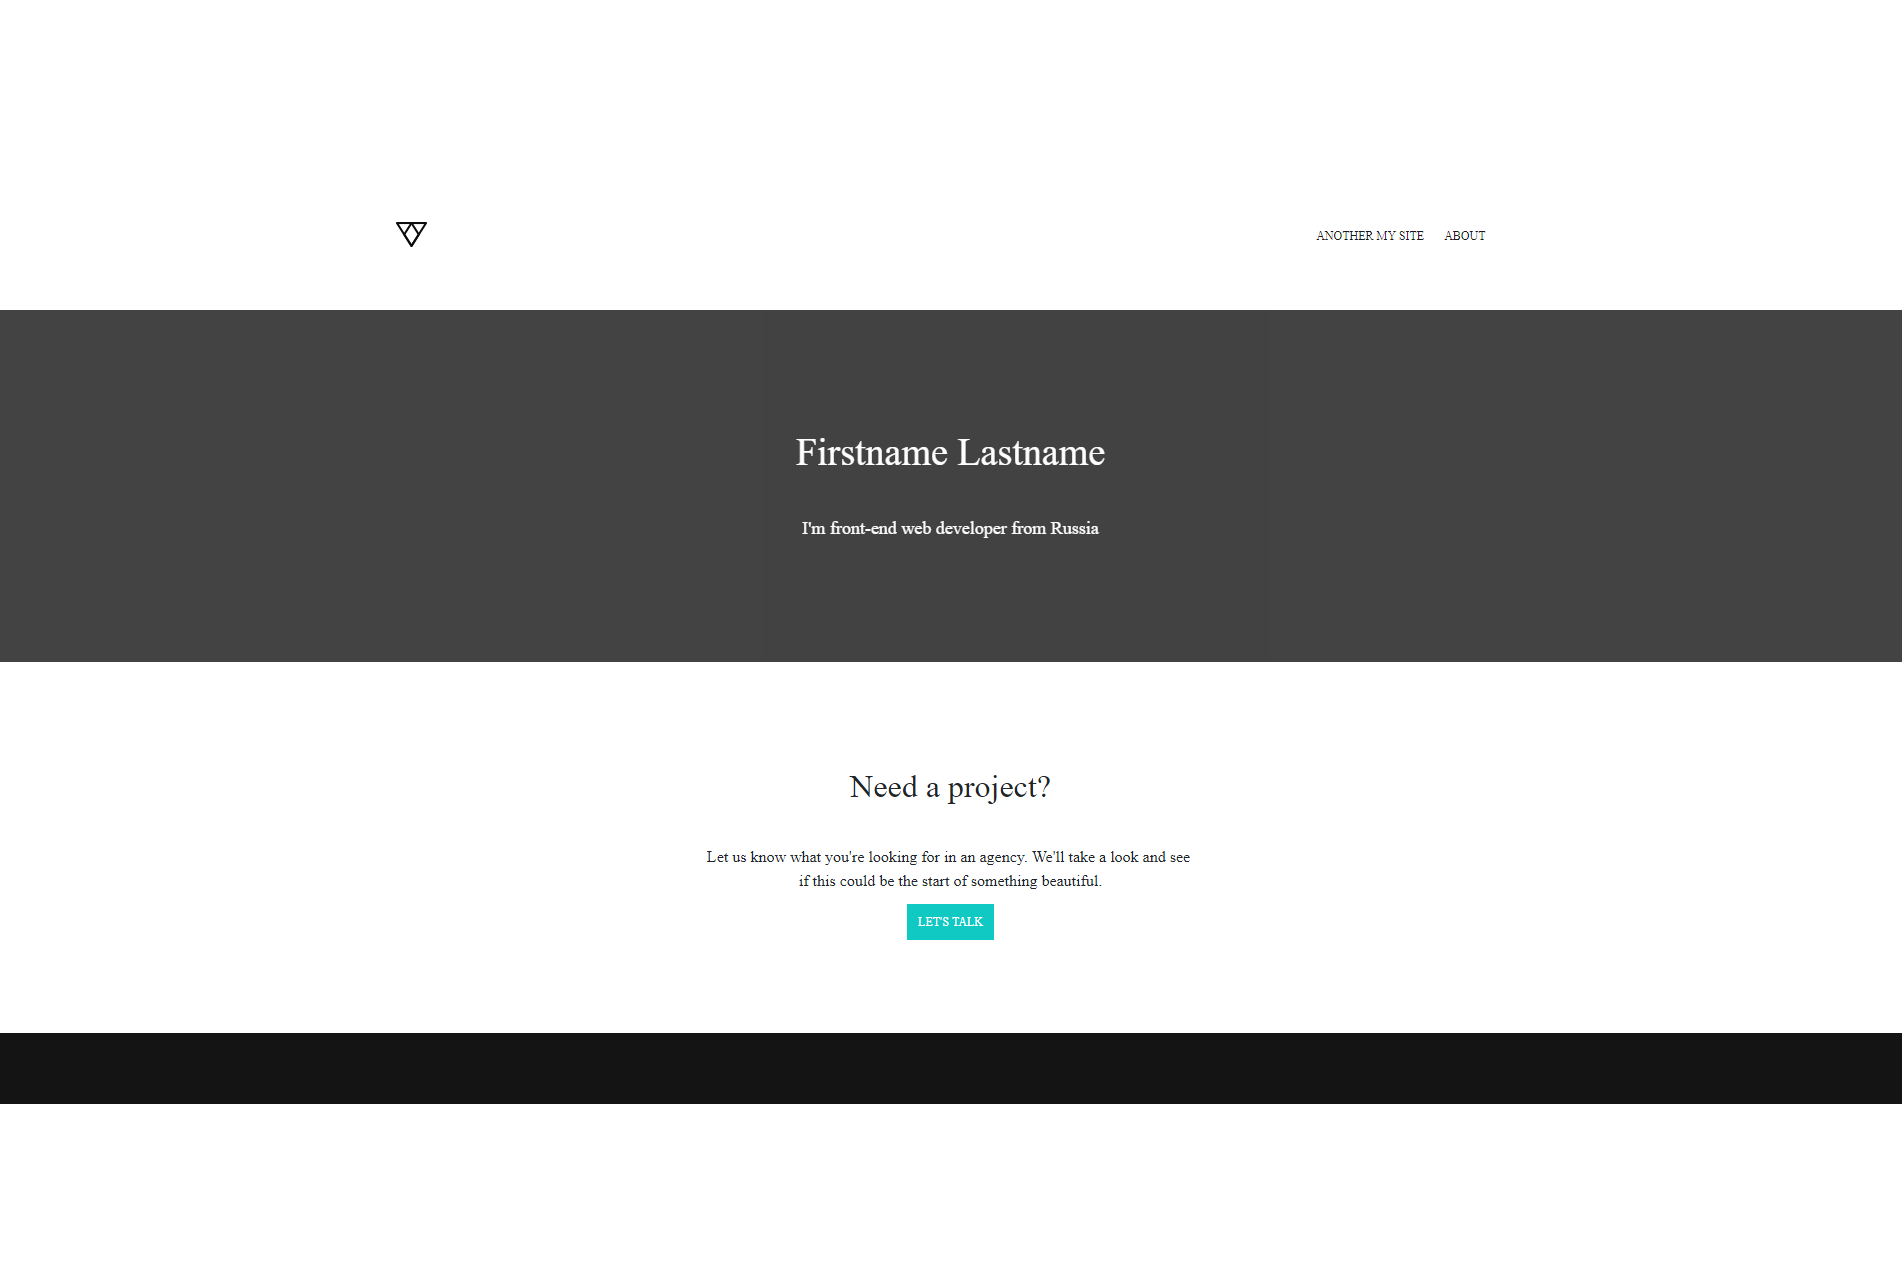 ANOTHER MY SITE ABOUT
Firstname Lastname
I'm front-end web developer from Russia
Need a project?
Let us know what you're looking for in an agency. We'll take a look and see
if this could be the start of something beautiful.
LET'S TALK